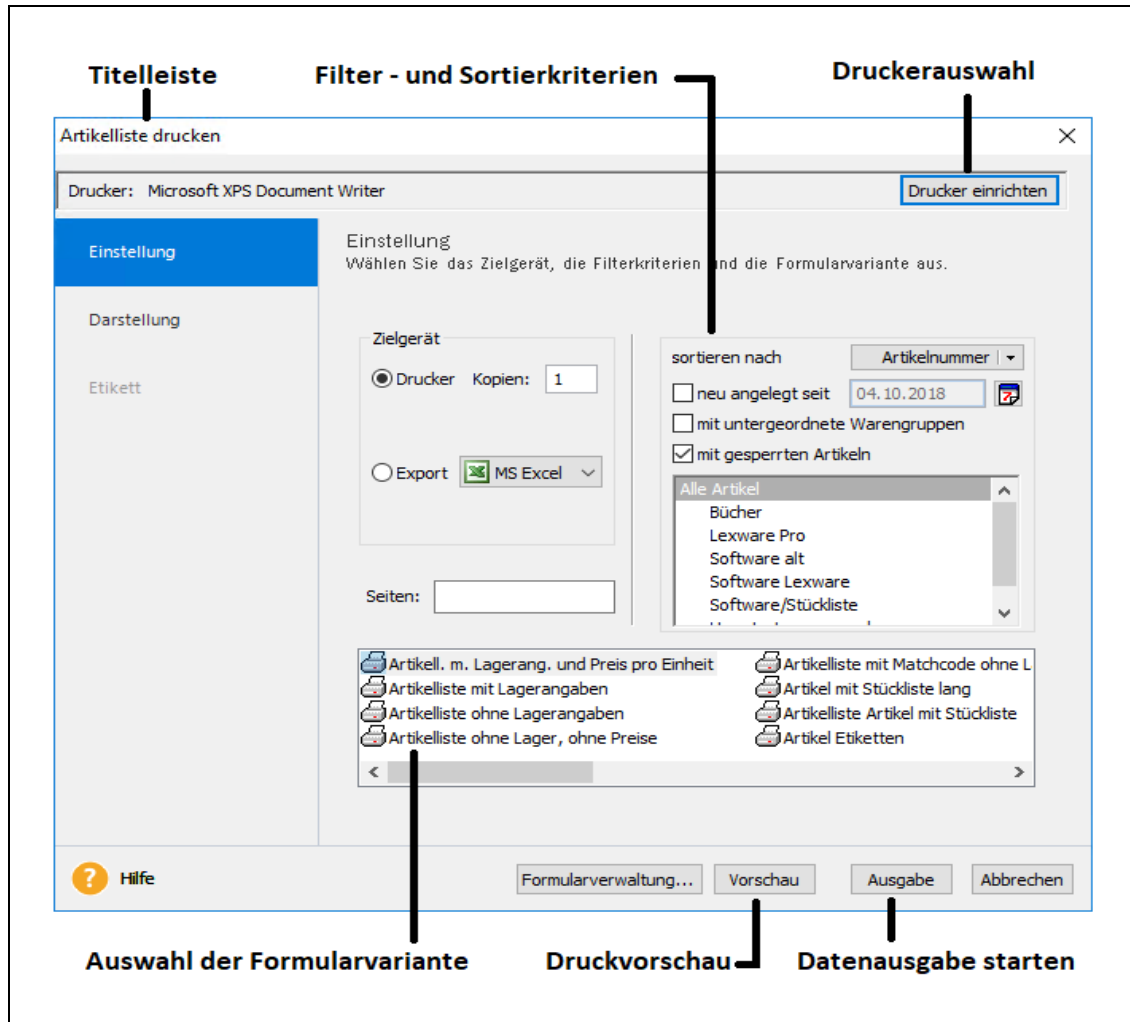 Titelleiste
Filter - und Sortierkriterien
Druckerauswahl
Artikelliste drucken
Drucker: Microsoft XPS Document Writer
Drucker einrichten
Einstellung
Darstellung
Etikett
Einstellung
Wählen Sie das Zielgerät, die Filterkriterien und die Formularvariante aus.
Zielgerät
Drucker Kopien: 1
Export MS Excel
Seiten:
sortieren nach Artikelnummer
neu angelegt seit 04.10.2018
mit untergeordnete Warengruppen
mit gesperrten Artikeln
Alle Artikel
Bücher
Lexware Pro
Software alt
Software Lexware
Software/Stückliste
Artikell. m. Lagerang. und Preis pro Einheit
Artikelliste mit Lagerangaben
Artikelliste ohne Lagerangaben
Artikelliste ohne Lager, ohne Preise
Artikelliste mit Matchcode ohne L
Artikel mit Stückliste lang
Artikelliste Artikel mit Stückliste
Artikel Etiketten
? Hilfe
Formularverwaltung...
Vorschau
Ausgabe
Abbrechen
Auswahl der Formularvariante
Druckvorschau
Datenausgabe starten